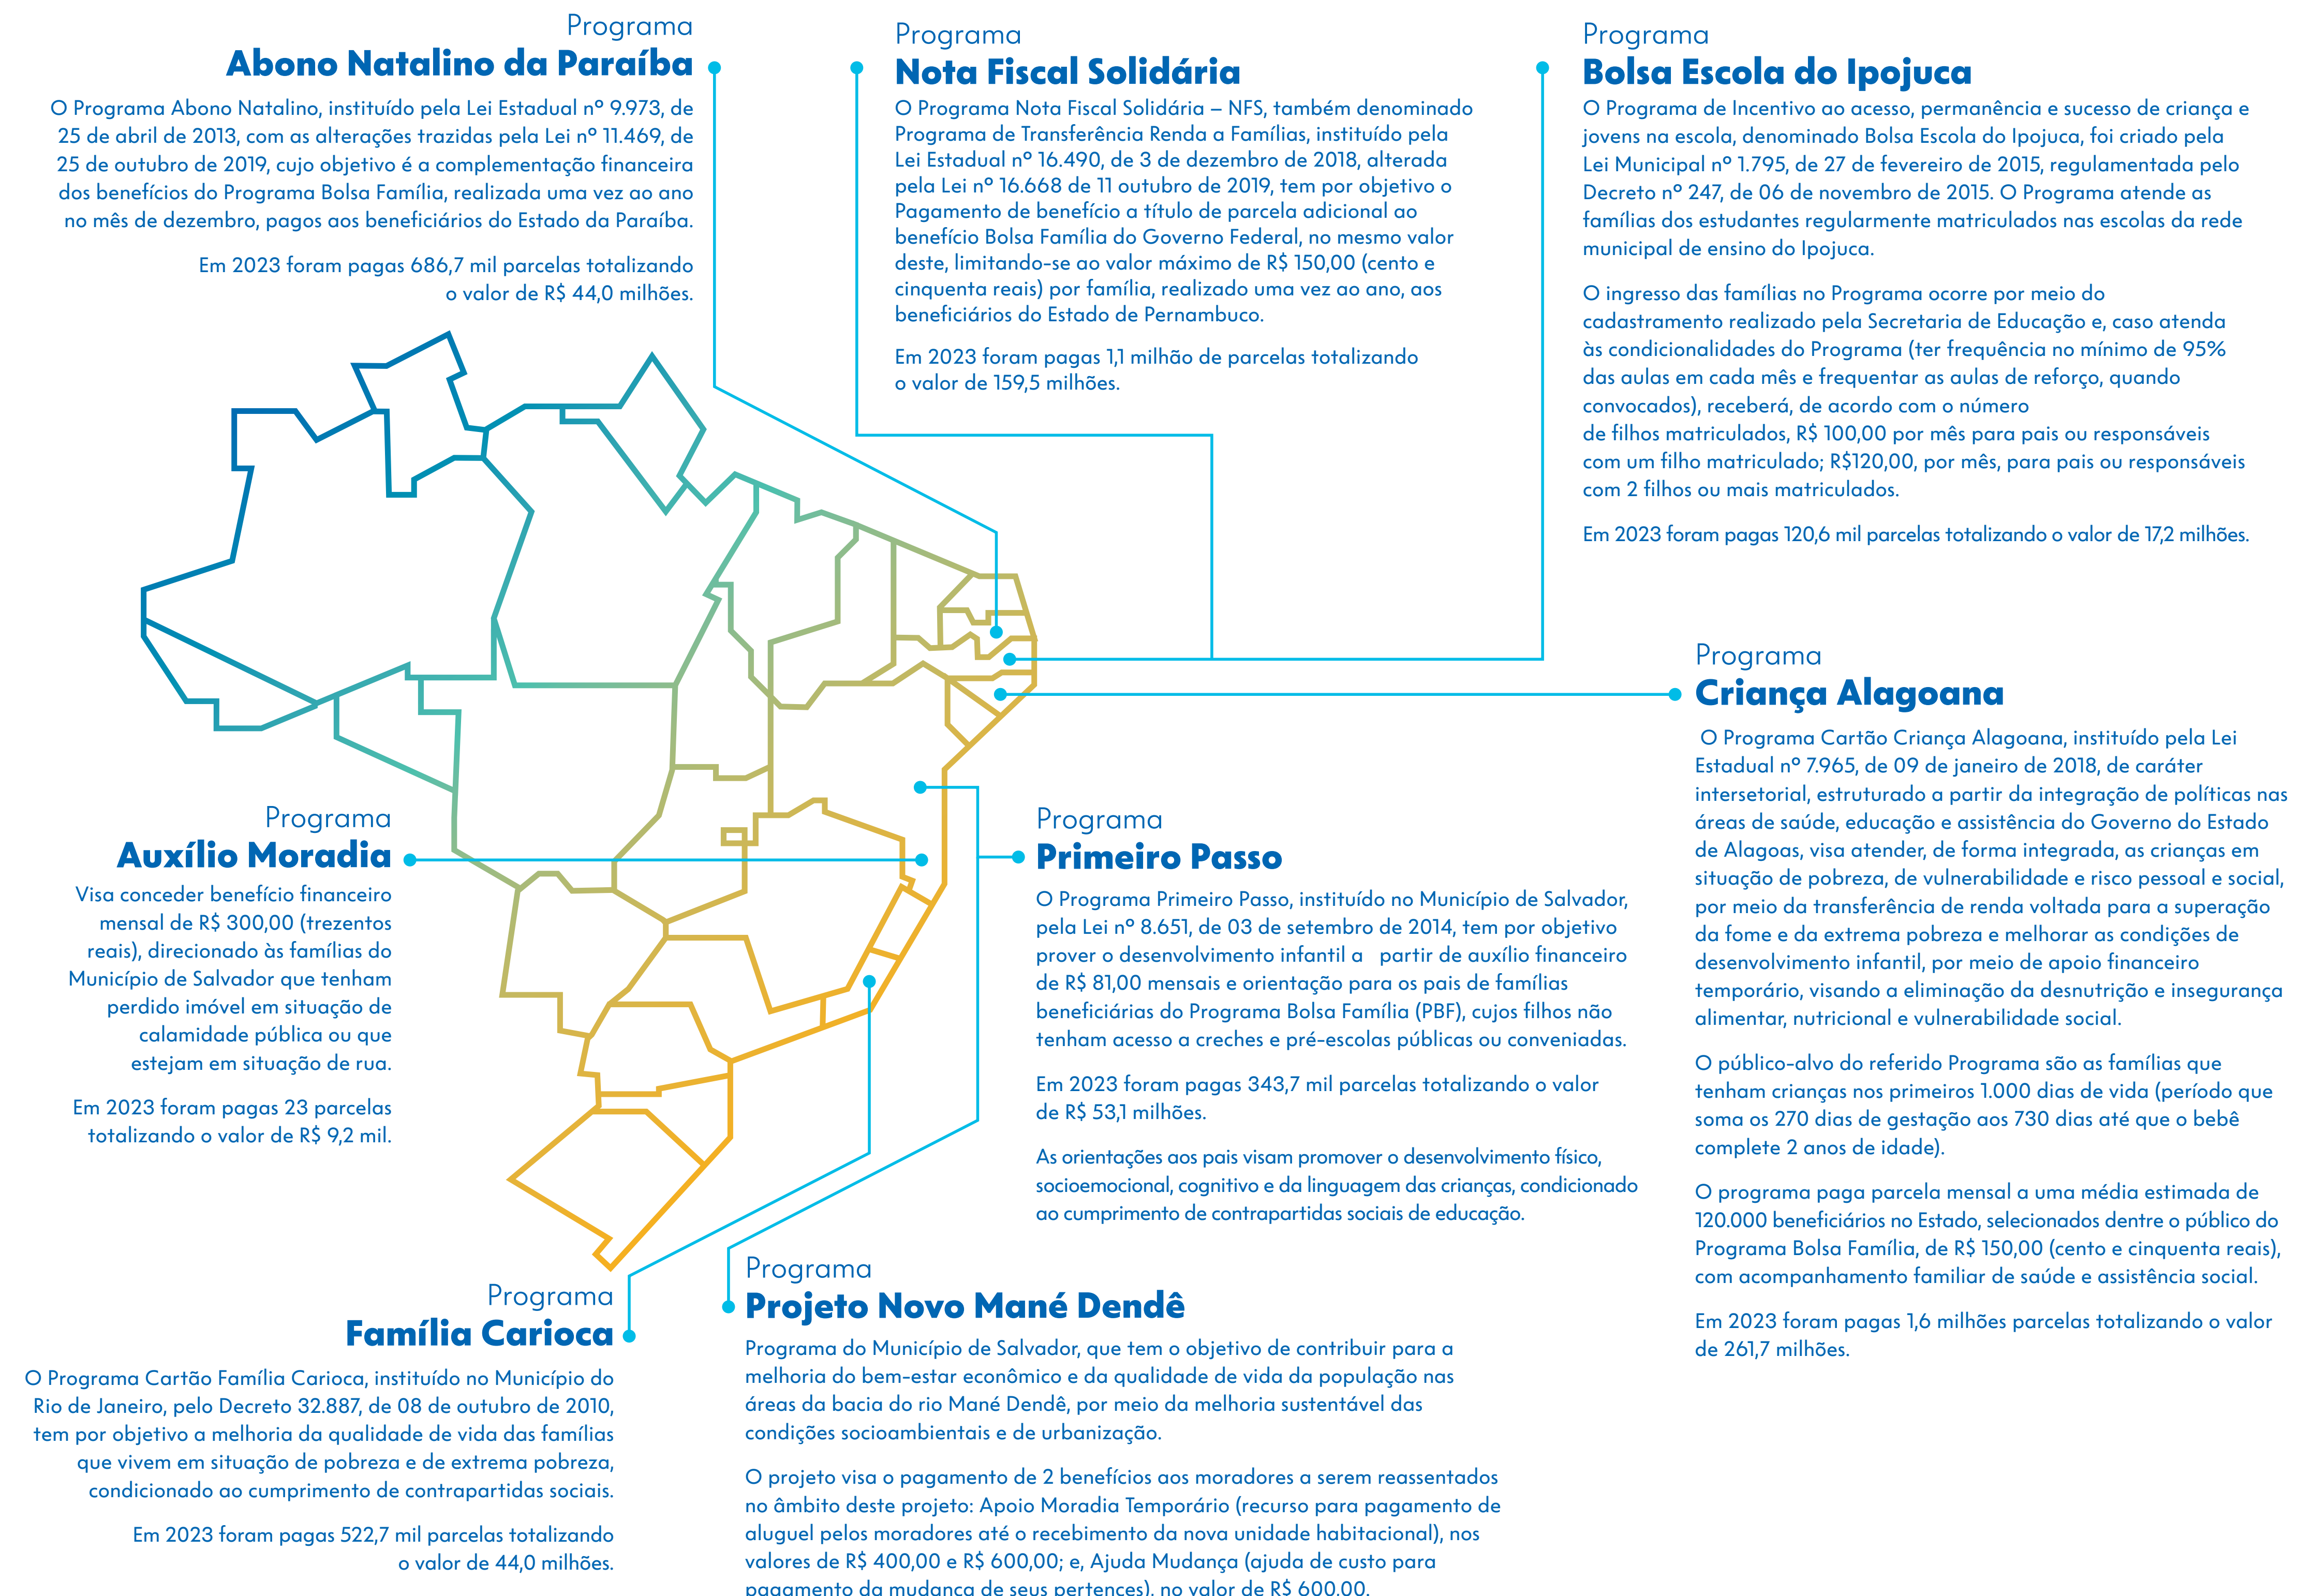 Programa
Abono Natalino da Paraíba
O Programa Abono Natalino, instituído pela Lei Estadual nº 9.973, de
25 de abril de 2013, com as alterações trazidas pela Lei nº 11.469, de
25 de outubro de 2019, cujo objetivo é a complementação financeira
dos benefícios do Programa Bolsa Família, realizada uma vez ao ano
no mês de dezembro, pagos aos beneficiários do Estado da Paraíba.
Em 2023 foram pagas 686,7 mil parcelas totalizando
o valor de R$ 44,0 milhões.
Programa
Nota Fiscal Solidária
O Programa Nota Fiscal Solidária – NFS, também denominado
Programa de Transferência Renda a Famílias, instituído pela
Lei Estadual nº 16.490, de 3 de dezembro de 2018, alterada
pela Lei nº 16.668 de 11 outubro de 2019, tem por objetivo o
Pagamento de benefício a título de parcela adicional ao
benefício Bolsa Família do Governo Federal, no mesmo valor
deste, limitando-se ao valor máximo de R$ 150,00 (cento e
cinquenta reais) por família, realizado uma vez ao ano, aos
beneficiários do Estado de Pernambuco.
Em 2023 foram pagas 1,1 milhão de parcelas totalizando
o valor de 159,5 milhões.
Programa
Bolsa Escola do Ipojuca
O Programa de Incentivo ao acesso, permanência e sucesso de criança e
jovens na escola, denominado Bolsa Escola do Ipojuca, foi criado pela
Lei Municipal nº 1.795, de 27 de fevereiro de 2015, regulamentada pelo
Decreto nº 247, de 06 de novembro de 2015. O Programa atende as
famílias dos estudantes regularmente matriculados nas escolas da rede
municipal de ensino do Ipojuca.
O ingresso das famílias no Programa ocorre por meio do
cadastramento realizado pela Secretaria de Educação e, caso atenda
às condicionalidades do Programa (ter frequência no mínimo de 95%
das aulas em cada mês e frequentar as aulas de reforço, quando
convocados), receberá, de acordo com o número
de filhos matriculados, R$ 100,00 por mês para pais ou responsáveis
com um filho matriculado; R$120,00, por mês, para pais ou responsáveis
com 2 filhos ou mais matriculados.
Em 2023 foram pagas 120,6 mil parcelas totalizando o valor de 17,2 milhões.
Programa
Criança Alagoana
O Programa Cartão Criança Alagoana, instituído pela Lei
Estadual nº 7.965, de 09 de janeiro de 2018, de caráter
intersetorial, estruturado a partir da integração de políticas nas
áreas de saúde, educação e assistência do Governo do Estado
de Alagoas, visa atender, de forma integrada, as crianças em
situação de pobreza, de vulnerabilidade e risco pessoal e social,
por meio da transferência de renda voltada para a superação
da fome e da extrema pobreza e melhorar as condições de
desenvolvimento infantil, por meio de apoio financeiro
temporário, visando a eliminação da desnutrição e insegurança
alimentar, nutricional e vulnerabilidade social.
O público-alvo do referido Programa são as famílias que
tenham crianças nos primeiros 1.000 dias de vida (período que
soma os 270 dias de gestação aos 730 dias até que o bebê
complete 2 anos de idade).
O programa paga parcela mensal a uma média estimada de
120.000 beneficiários no Estado, selecionados dentre o público do
Programa Bolsa Família, de R$ 150,00 (cento e cinquenta reais),
com acompanhamento familiar de saúde e assistência social.
Em 2023 foram pagas 1,6 milhões parcelas totalizando o valor
de 261,7 milhões.
Programa
Auxílio Moradia
Visa conceder benefício financeiro
mensal de R$ 300,00 (trezentos
reais), direcionado às famílias do
Município de Salvador que tenham
perdido imóvel em situação de
calamidade pública ou que
estejam em situação de rua.
Em 2023 foram pagas 23 parcelas
totalizando o valor de R$ 9,2 mil.
Programa
Primeiro Passo
O Programa Primeiro Passo, instituído no Município de Salvador,
pela Lei nº 8.651, de 03 de setembro de 2014, tem por objetivo
prover o desenvolvimento infantil a partir de auxílio financeiro
de R$ 81,00 mensais e orientação para os pais de famílias
beneficiárias do Programa Bolsa Família (PBF), cujos filhos não
tenham acesso a creches e pré-escolas públicas ou conveniadas.
Em 2023 foram pagas 343,7 mil parcelas totalizando o valor
de R$ 53,1 milhões.
As orientações aos pais visam promover o desenvolvimento físico,
socioemocional, cognitivo e da linguagem das crianças, condicionado
ao cumprimento de contrapartidas sociais de educação.
Programa
Família Carioca
O Programa Cartão Família Carioca, instituído no Município do
Rio de Janeiro, pelo Decreto 32.887, de 08 de outubro de 2010,
tem por objetivo a melhoria da qualidade de vida das famílias
que vivem em situação de pobreza e de extrema pobreza,
condicionado ao cumprimento de contrapartidas sociais.
Em 2023 foram pagas 522,7 mil parcelas totalizando
o valor de 44,0 milhões.
Programa
Projeto Novo Mané Dendê
Programa do Município de Salvador, que tem o objetivo de contribuir para a
melhoria do bem-estar econômico e da qualidade de vida da população nas
áreas da bacia do rio Mané Dendê, por meio da melhoria sustentável das
condições socioambientais e de urbanização.
O projeto visa o pagamento de 2 benefícios aos moradores a serem reassentados
no âmbito deste projeto: Apoio Moradia Temporário (recurso para pagamento de
aluguel pelos moradores até o recebimento da nova unidade habitacional), nos
valores de R$ 400,00 e R$ 600,00; e, Ajuda Mudança (ajuda de custo para
pagamento da mudança de seus pertences), no valor de R$ 600,00.